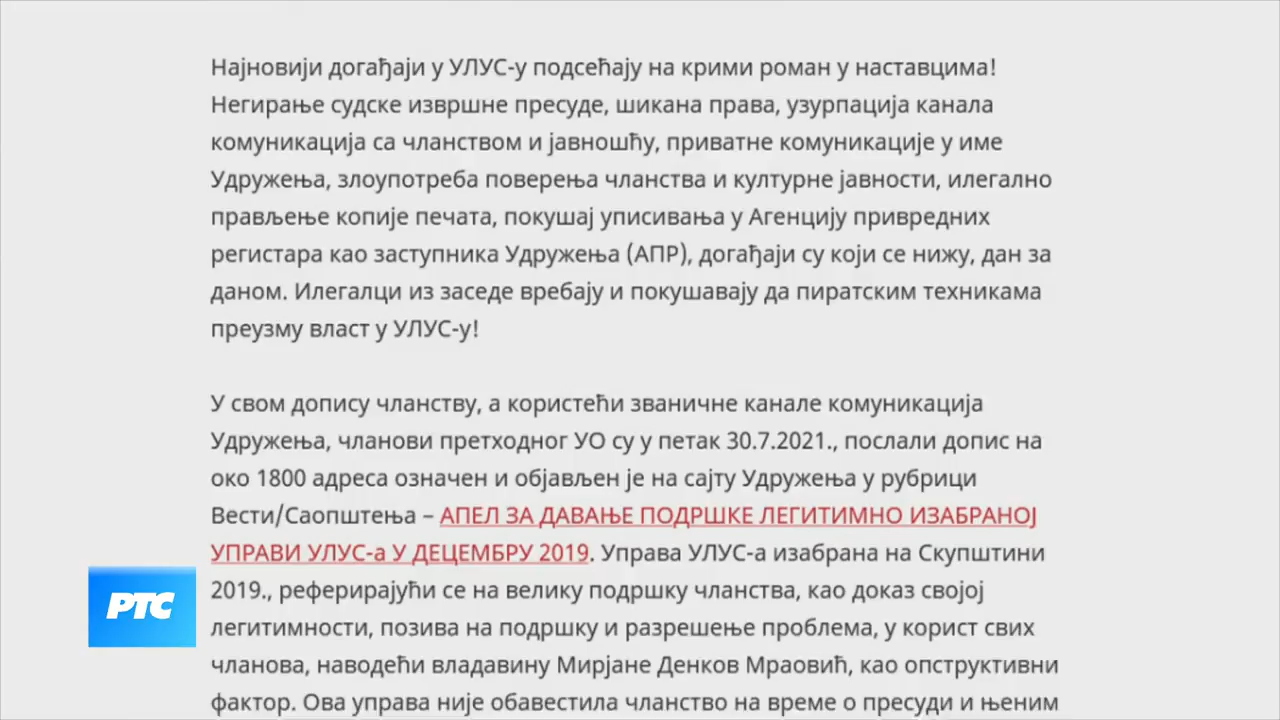 Најновији догађаји у УЛУС-у подсећају на крими роман у наставцима!
Негирање судске извршне пресуде, шикана права, узурпација канала
комуникација са чланством и јавношћу, приватне комуникације у име
Удружења, злоупотреба поверења чланства и културне јавности, илегално
прављење копије печата, покушај уписивања у Агенцију привредних
регистара као заступника Удружења (АПР), догађаји су који се нижу, дан за
даном. Илегалци из заседе вребају и покушавају да пиратским техникама
преузму власт у УЛУС-у!
У свом допису чланству, а користећи званичне канале комуникација
Удружења, чланови претходног УО су у петак 30.7.2021., послали допис на
око 1800 адреса означен и објављен је на сајту Удружења у рубрици
Вести/Саопштења – АПЕЛ ЗА ДАВАЊЕ ПОДРШКЕ ЛЕГИТИМНО ИЗАБРАНОЈ
УПРАВИ УЛУС-а У ДЕЦЕМБРУ 2019. Управа УЛУС-а изабрана на Скупштини
2019., реферирајући се на велику подршку чланства, као доказ својој
легитимности, позива на подршку и разрешење проблема, у корист свих
чланова, наводећи владавину Мирјане Денков Мраовић, као опструктивни
фактор. Ова управа није обавестила чланство на време о пресуди и њеним
РТС